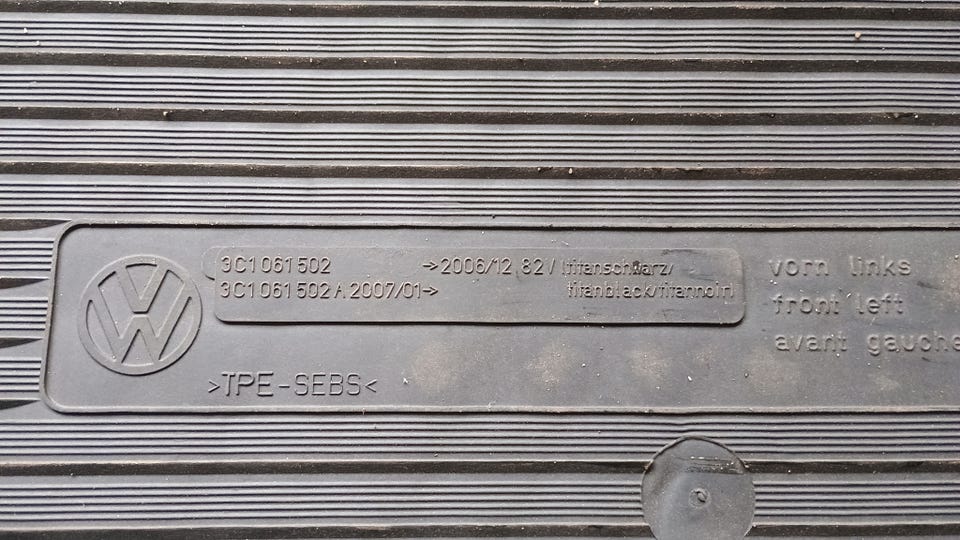 3C1 061 502 →2006/12 82V (titanschwarz/
3C1 061 502 A 2007/01→ titanblack/titannoir)
>TPE-SEBS<
vorn links
front left
avant gauche